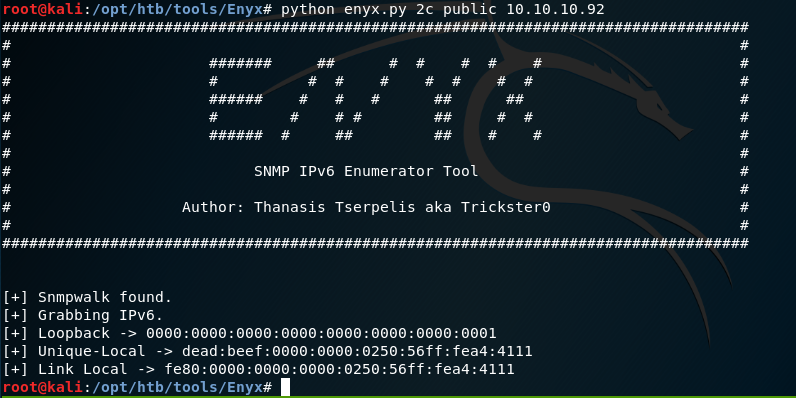 root@kali:/opt/htb/tools/Enyx# python enyx.py 2c public 10.10.10.92
###################################################################################
#                                                                                 #
#                      #######     ##      #  #    #  #    #                      #
#                      #          #  #    #    #  #    #  #                       #
#                      ######    #   #   #      ##      ##                        #
#                      #        #    # #        ##     #  #                       #
#                      ######  #     ##         ##    #    #                      #
#                                                                                 #
#                           SNMP IPv6 Enumerator Tool                             #
#                                                                                 #
#                   Author: Thanasis Tserpelis aka Trickster0                     #
#                                                                                 #
###################################################################################
[+] Snmpwalk found.
[+] Grabbing IPv6.
[+] Loopback -> 0000:0000:0000:0000:0000:0000:0000:0001
[+] Unique-Local -> dead:beef:0000:0000:0250:56ff:fea4:4111
[+] Link Local -> fe80:0000:0000:0000:0250:56ff:fea4:4111
root@kali:/opt/htb/tools/Enyx#